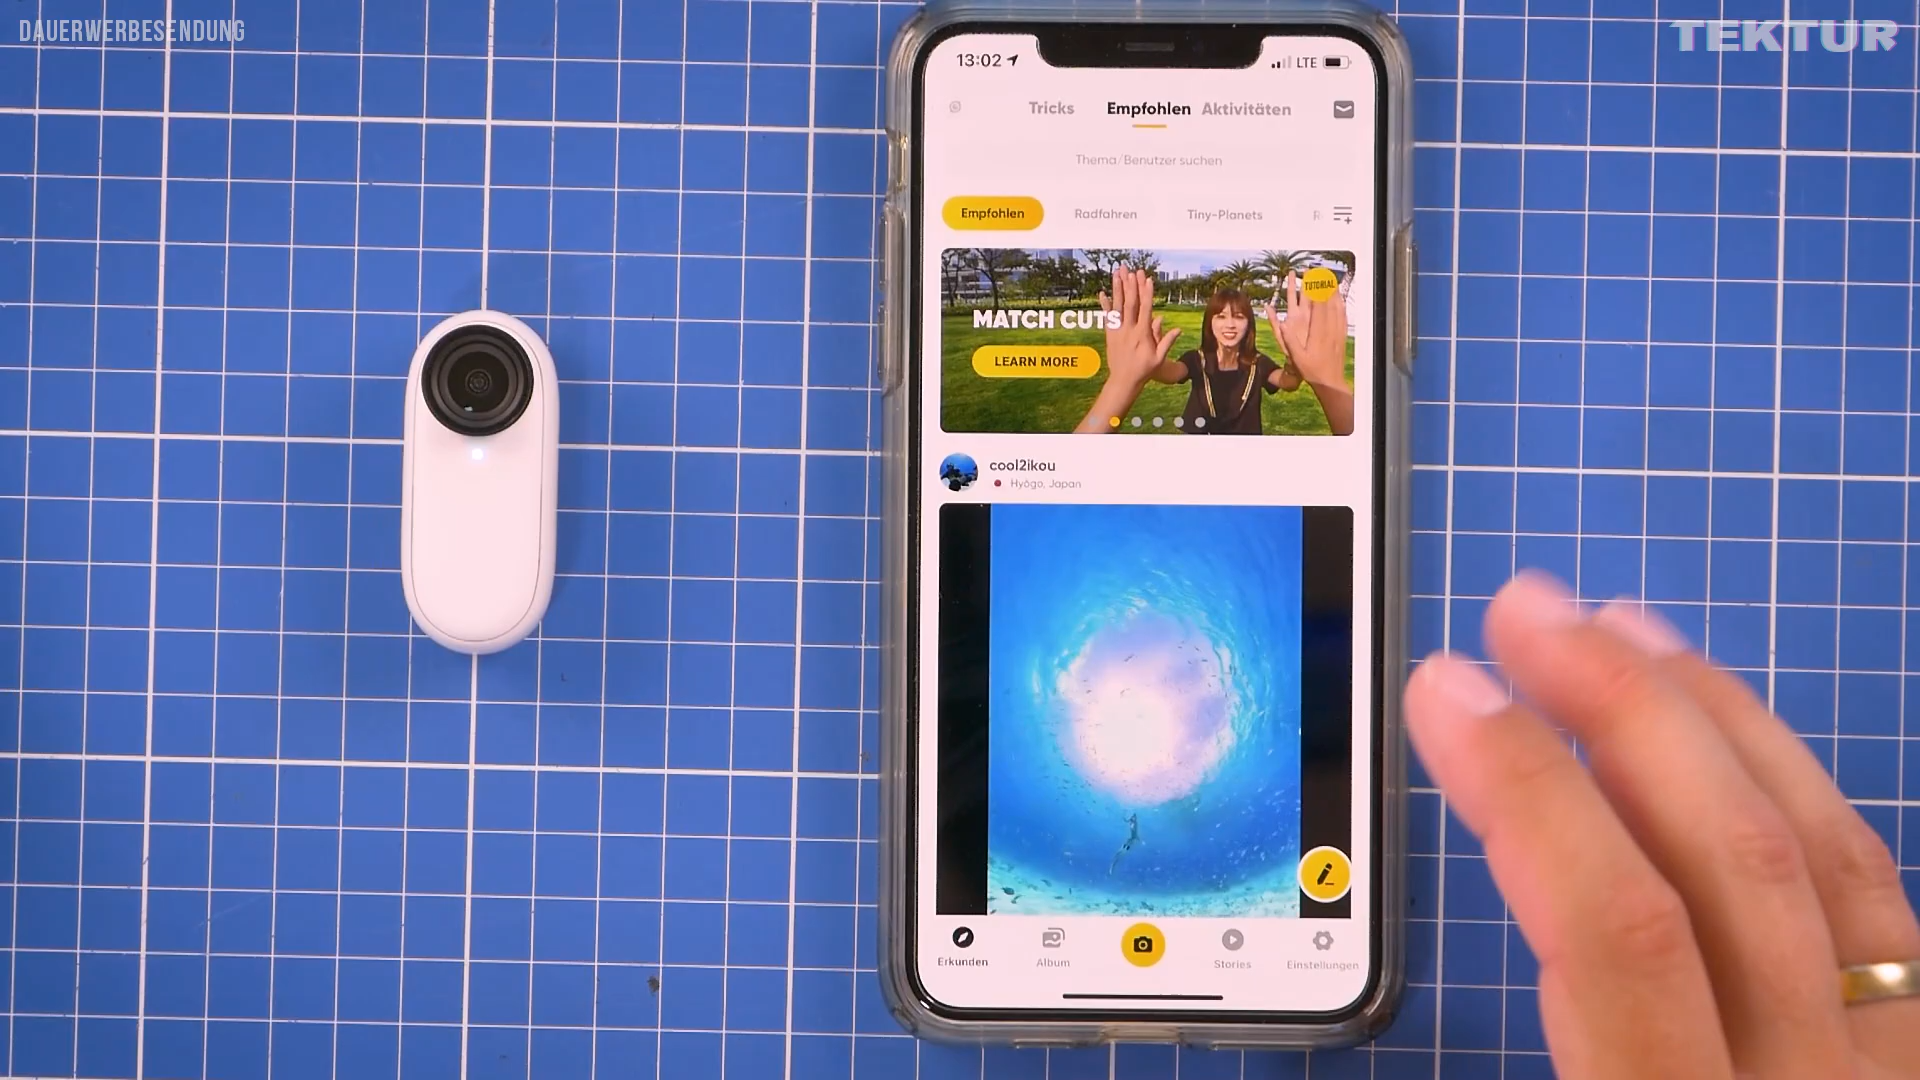 DAUERWERBESENDUNG
TEKTUR
13:02
LTE
Tricks
Empfohlen
Aktivitäten
Thema/Benutzer suchen
Empfohlen
Radfahren
Tiny-Planets
R
TUTORIAL
MATCH CUTS
LEARN MORE
cool2ikou
Hyōgo, Japan
Erkunden
Album
Stories
Einstellungen